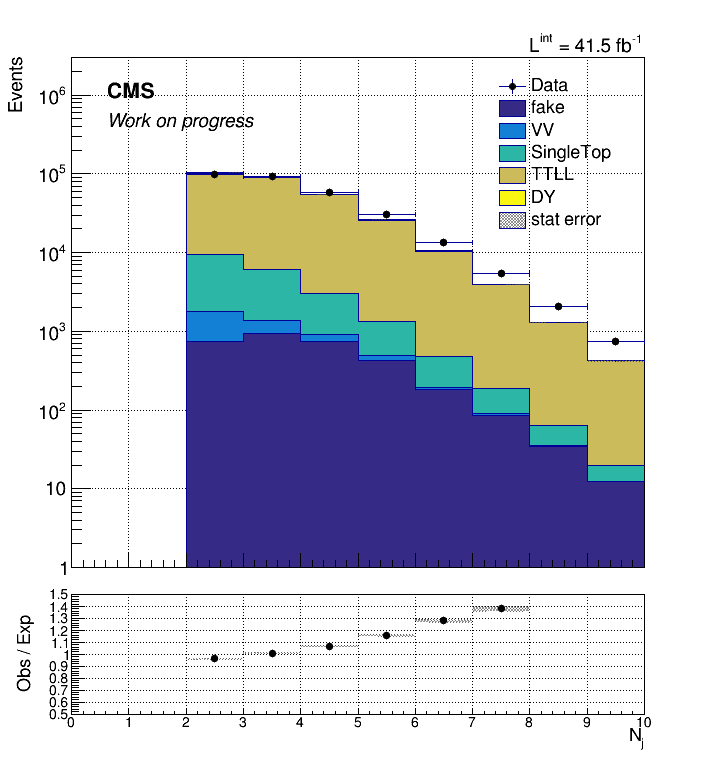 L^int = 41.5 fb^-1
Events
CMS
Work on progress
Data
fake
VV
SingleTop
TTLL
DY
stat error
10^6
10^5
10^4
10^3
10^2
10
1
Obs / Exp
1.5
1.4
1.3
1.2
1.1
1
0.9
0.8
0.7
0.6
0.5
0 1 2 3 4 5 6 7 8 9 10
N_j